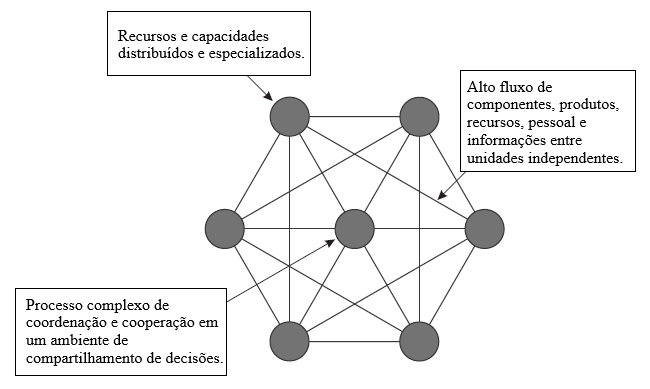 Recursos e capacidades
distribuídos e especializados.
Alto fluxo de
componentes, produtos,
recursos, pessoal e
informações entre
unidades independentes.
Processo complexo de
coordenação e cooperação em
um ambiente de
compartilhamento de decisões.